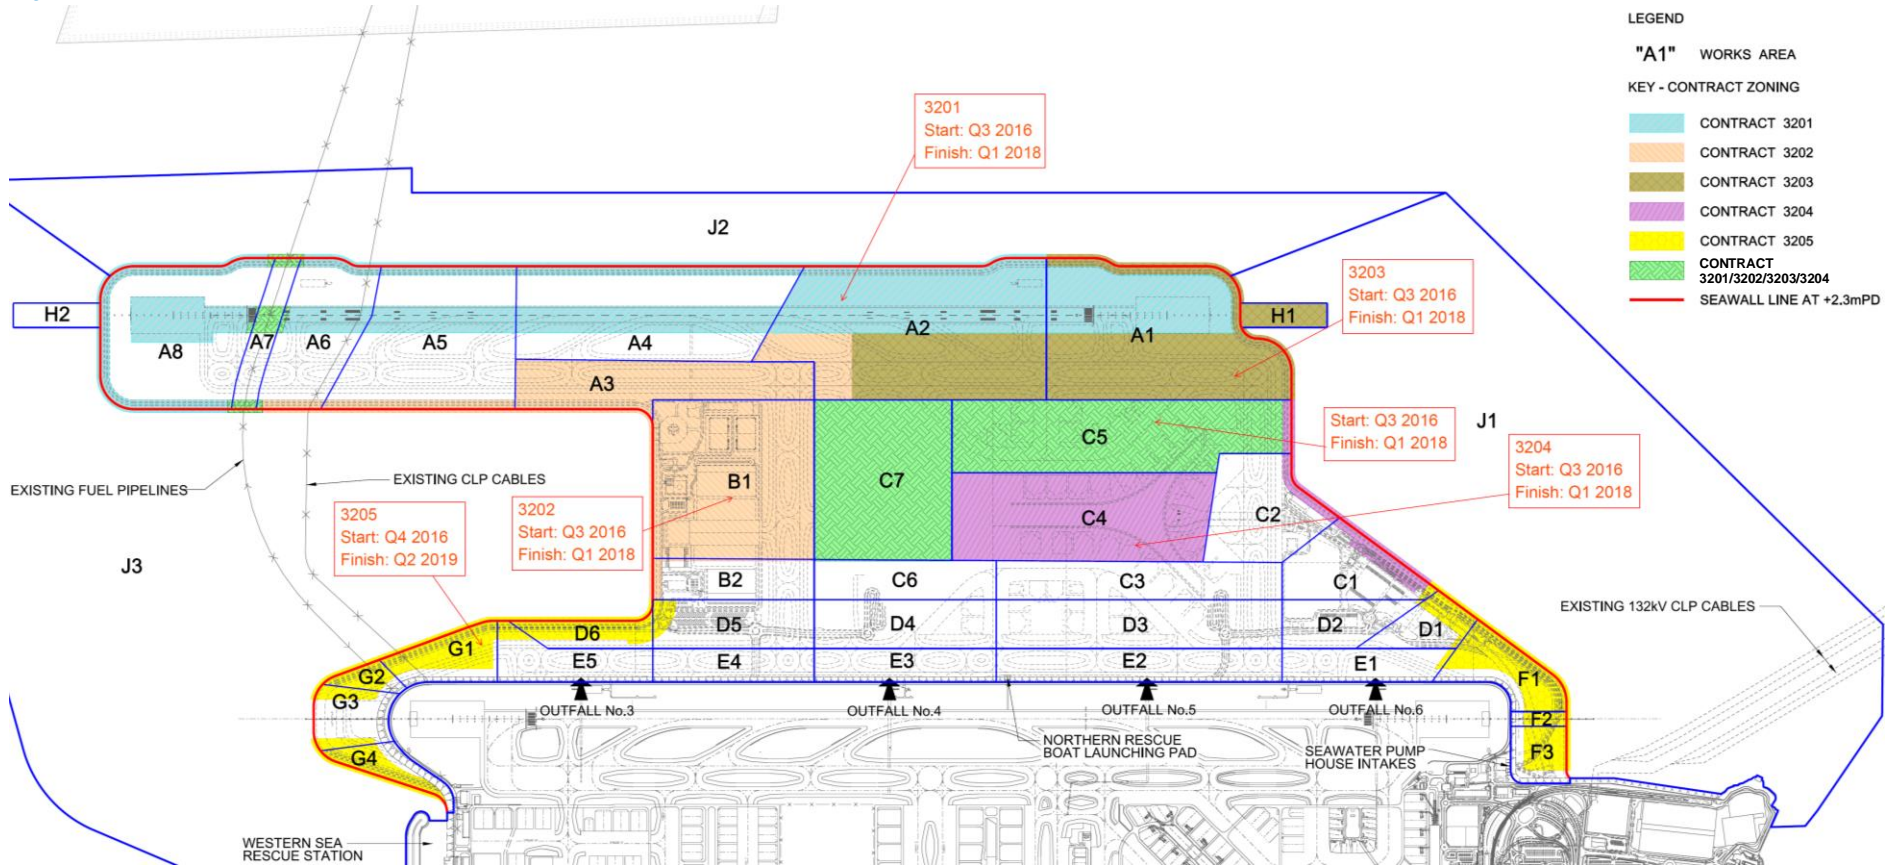 LEGEND
"A1" WORKS AREA
KEY - CONTRACT ZONING
CONTRACT 3201
CONTRACT 3202
CONTRACT 3203
CONTRACT 3204
CONTRACT 3205
CONTRACT
3201/3202/3203/3204
SEAWALL LINE AT +2.3mPD
3201
Start: Q3 2016
Finish: Q1 2018
J2
3203
Start: Q3 2016
Finish: Q1 2018
H2
A8
A7
A6
A5
A4
A2
A1
H1
A3
Start: Q3 2016
Finish: Q1 2018
J1
C5
3204
Start: Q3 2016
Finish: Q1 2018
B1
C7
C4
C2
EXISTING FUEL PIPELINES
EXISTING CLP CABLES
3205
Start: Q4 2016
Finish: Q2 2019
3202
Start: Q3 2016
Finish: Q1 2018
J3
B2
C6
C3
C1
EXISTING 132kV CLP CABLES
D6
D5
D4
D3
D2
D1
G1
E5
E4
E3
E2
E1
G2
F1
G3
OUTFALL No.3
OUTFALL No.4
OUTFALL No.5
OUTFALL No.6
F2
G4
NORTHERN RESCUE
BOAT LAUNCHING PAD
SEAWATER PUMP
HOUSE INTAKES
F3
WESTERN SEA
RESCUE STATION